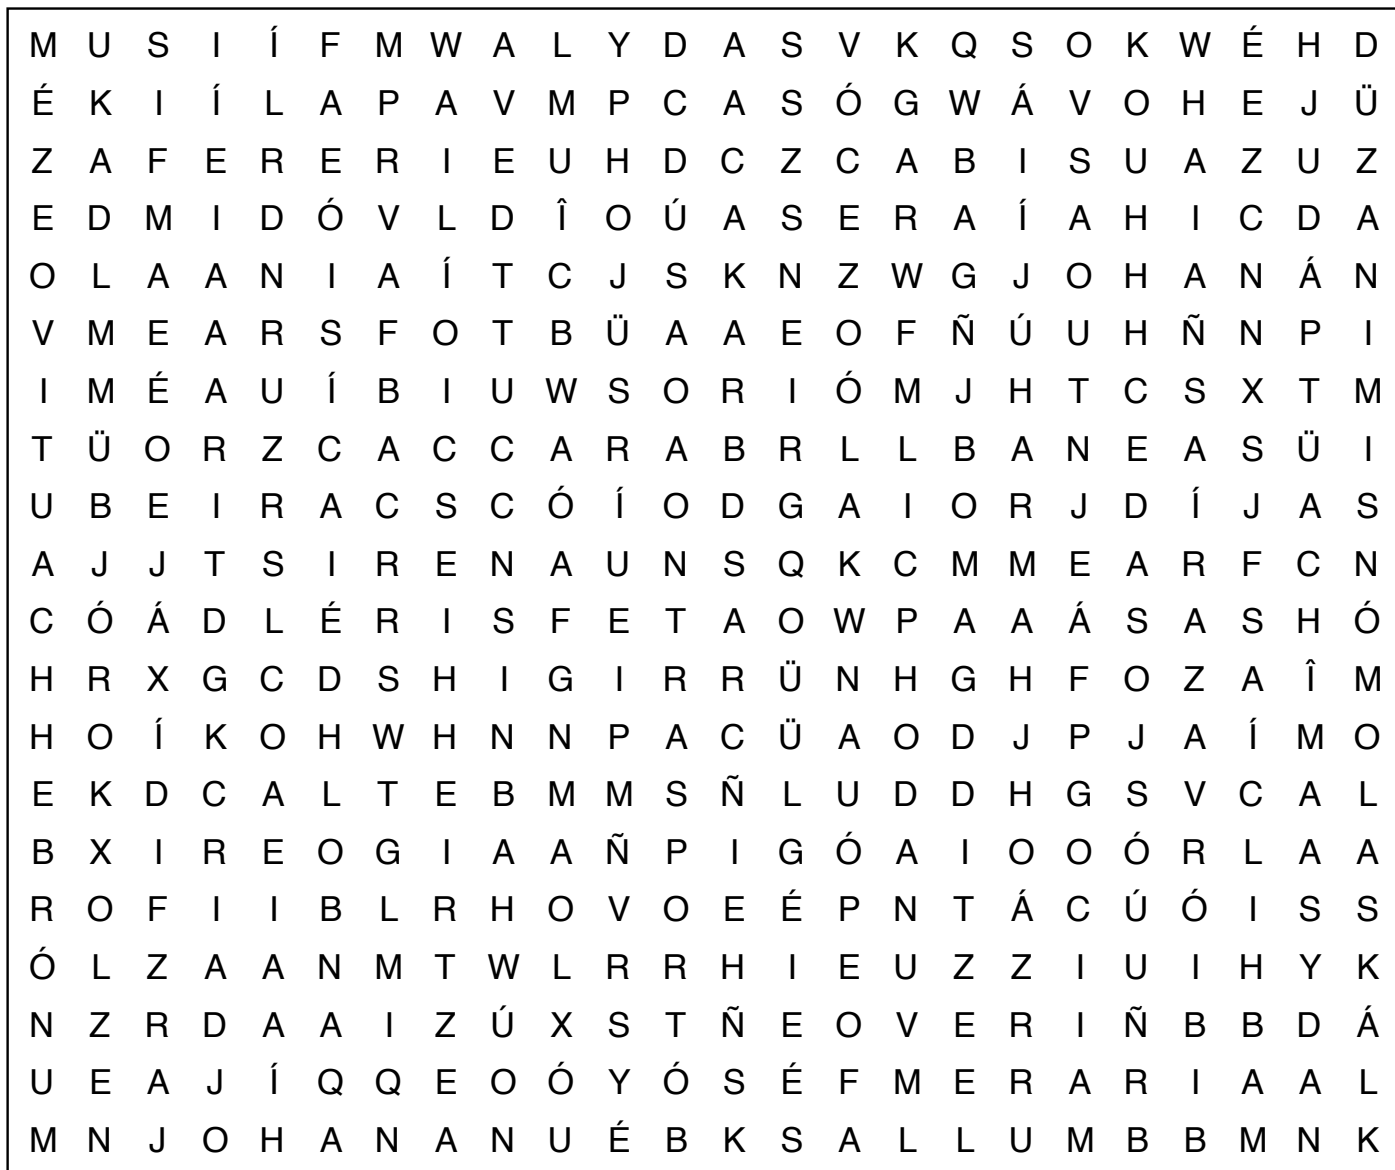 M U S I Í F M W A L Y D A S V K Q S O K W É H D
É K I Í L A P A V M P C A S Ó G W Á V O H E J Ü
Z A F E R E R I E U H D C Z C A B I S U A Z U Z
E D M I D Ó V L D Î O Ú A S E R A Í A H I C D A
O L A A N I A Í T C J S K N Z W G J O H A N Á N
V M E A R S F O T B Ü A A E O F Ñ Ú U H Ñ N P I
I M É A U Í B I U W S O R I Ó M J H T C S X T M
T Ü O R Z C A C C A R A B R L L B A N E A S Ü I
U B E I R A C S C Ó Í O D G A I O R J D Í J A S
A J J T S I R E N A U N S Q K C M M E A R F C N
C Ó Á D L É R I S F E T A O W P A A Á S A S H Ó
H R X G C D S H I G I R R Ü N H G H F O Z A Î M
H O Í K O H W H N N P A C Ü A O D J P J A Í M O
E K D C A L T E B M M S Ñ L U D D H G S V C A L
B X I R E O G I A A Ñ P I G Ó A I O O Ó R L A A
R O F I I B L R H O V O E É P N T Á C Ú Ó I S S
Ó L Z A A N M T W L R R H I E U Z Z I U I H Y K
N Z R D A A I Z Ú X S T Ñ E O V E R I Ñ B B D Á
U E A J Í Q Q E O Ó Y Ó S É F M E R A R I A A L
M N J O H A N A N U É B K S A L L U M B B M N K